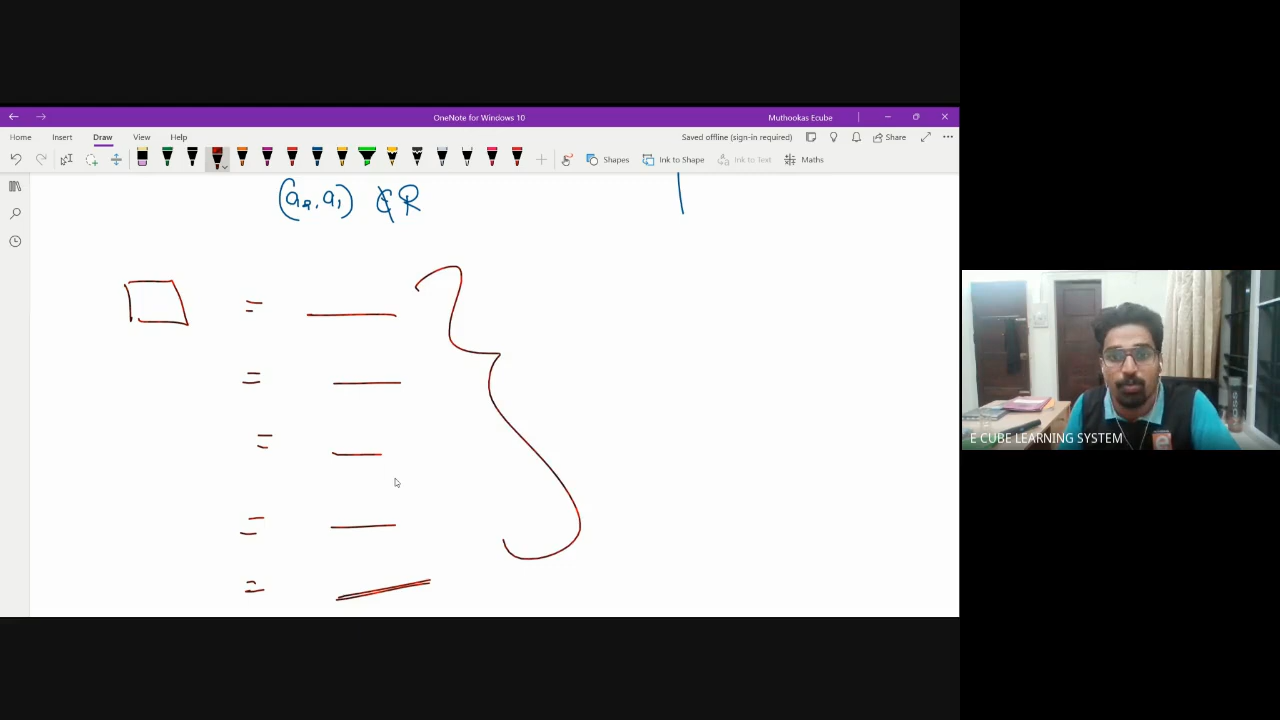 OneNote for Windows 10
Muthookas Ecube
Home Insert Draw View Help
Saved offline (sign-in required) Share
Shapes Ink to Shape Ink to Text Maths
(a₂, a₁) ∉ R
=
=
=
=
=
E CUBE LEARNING SYSTEM